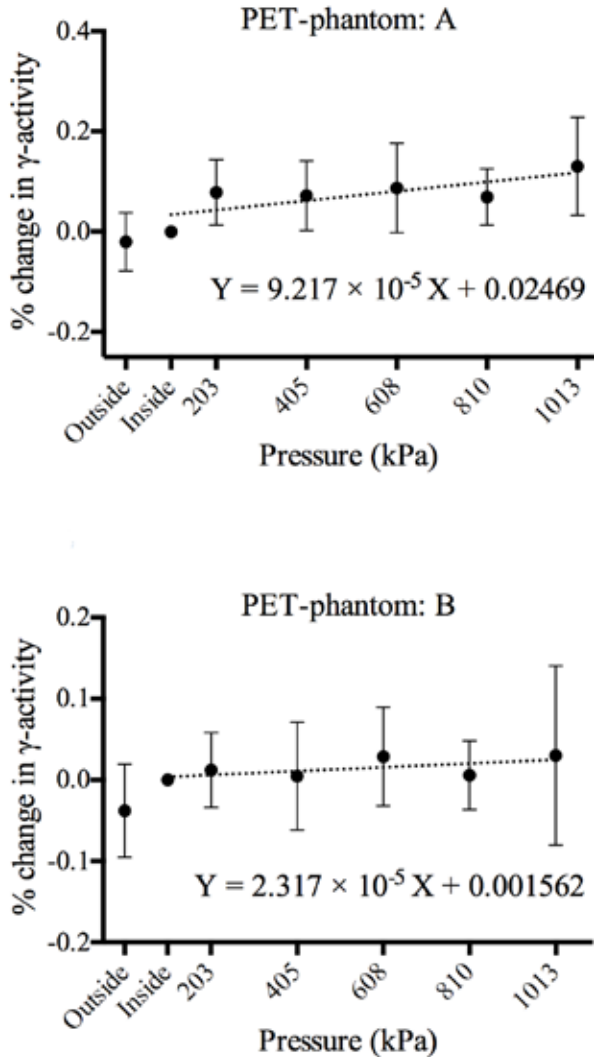 PET-phantom: A
% change in γ-activity
0.4
0.2
0.0
-0.2
Y = 9.217 × 10⁻⁵ X + 0.02469
Outside
Inside
203
405
608
810
1013
Pressure (kPa)
PET-phantom: B
% change in γ-activity
0.2
0.1
0.0
-0.1
-0.2
Y = 2.317 × 10⁻⁵ X + 0.001562
Outside
Inside
203
405
608
810
1013
Pressure (kPa)